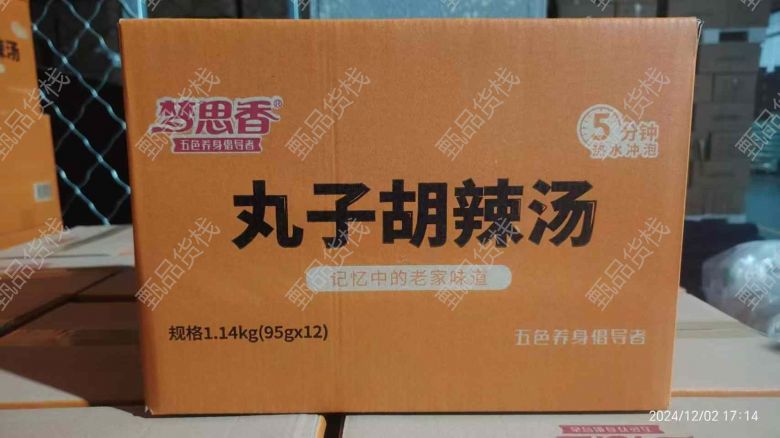 梦思香®
五色养身倡导者
5分钟
热水冲泡
丸子胡辣汤
记忆中的老家味道
规格1.14kg(95gx12)
五色养身倡导者
2024/12/02 17:14
甄品货栈